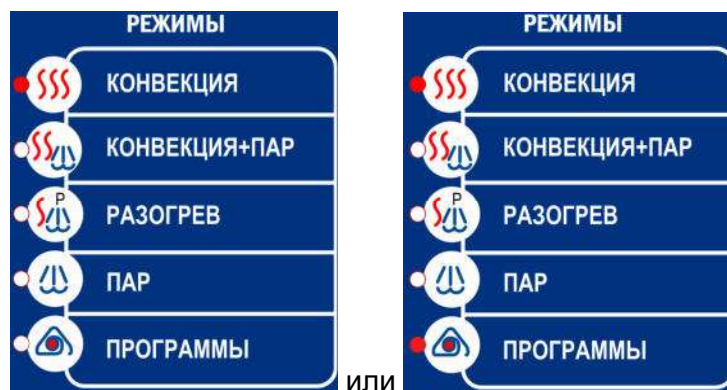 РЕЖИМЫ
КОНВЕКЦИЯ
КОНВЕКЦИЯ+ПАР
P
РАЗОГРЕВ
ПАР
ПРОГРАММЫ
или
РЕЖИМЫ
КОНВЕКЦИЯ
КОНВЕКЦИЯ+ПАР
P
РАЗОГРЕВ
ПАР
ПРОГРАММЫ